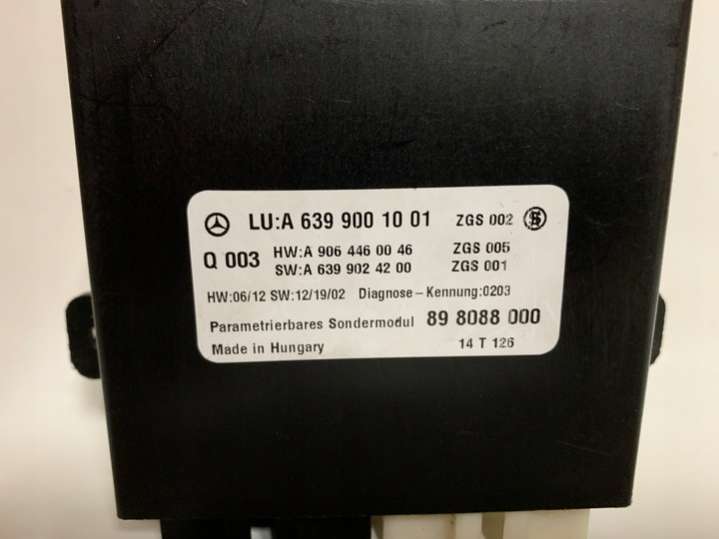 LU:A 639 900 10 01 ZGS 002
Q 003 HW:A 906 446 00 46 ZGS 005
SW:A 639 902 42 00 ZGS 001
HW:06/12 SW:12/19/02 Diagnose - Kennung:0203
Parametrierbares Sondermodul 89 8088 000
Made in Hungary 14 T 126